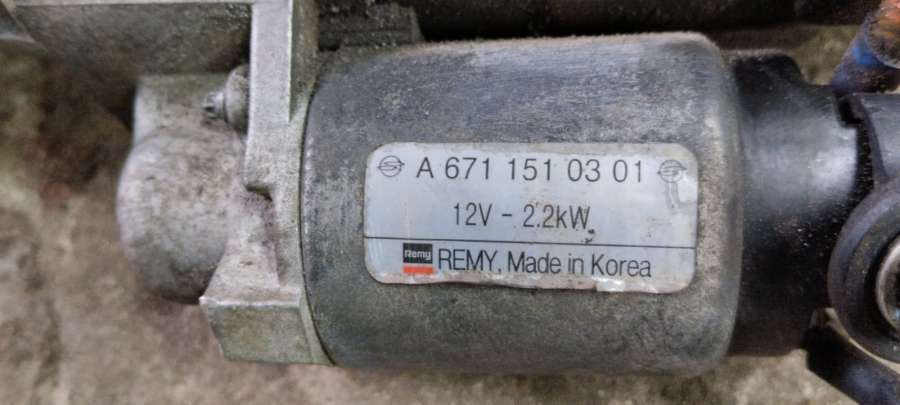 A 671 151 03 01
12V - 2.2kW
Remy REMY, Made in Korea